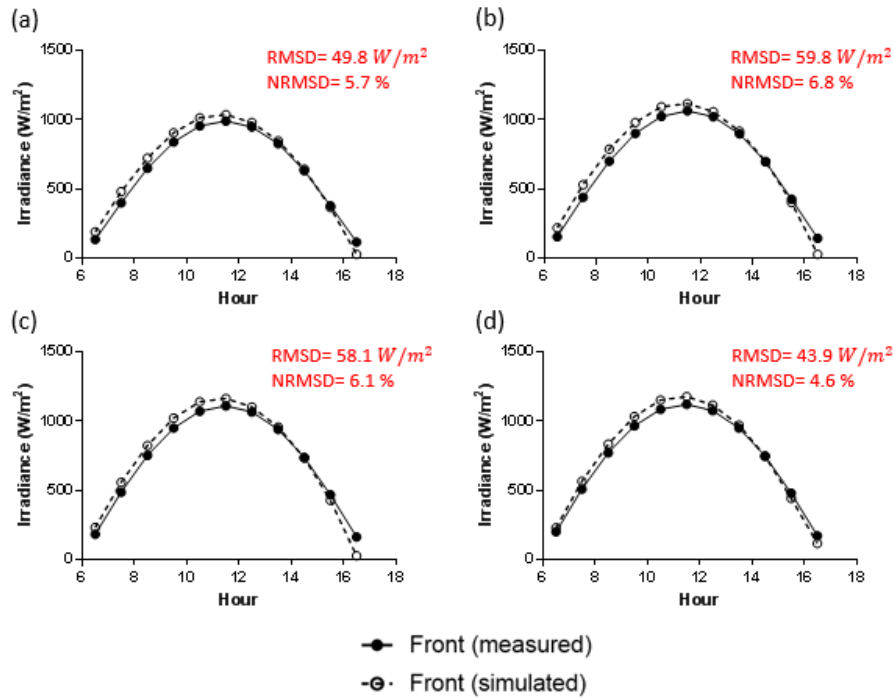 (a)
RMSD= 49.8 W/m²
NRMSD= 5.7 %
Irradiance (W/m²)
1500
1000
500
0
6 8 10 12 14 16 18
Hour
(b)
RMSD= 59.8 W/m²
NRMSD= 6.8 %
Irradiance (W/m²)
1500
1000
500
0
6 8 10 12 14 16 18
Hour
(c)
RMSD= 58.1 W/m²
NRMSD= 6.1 %
Irradiance (W/m²)
1500
1000
500
0
6 8 10 12 14 16 18
Hour
(d)
RMSD= 43.9 W/m²
NRMSD= 4.6 %
Irradiance (W/m²)
1500
1000
500
0
6 8 10 12 14 16 18
Hour
Front (measured)
Front (simulated)